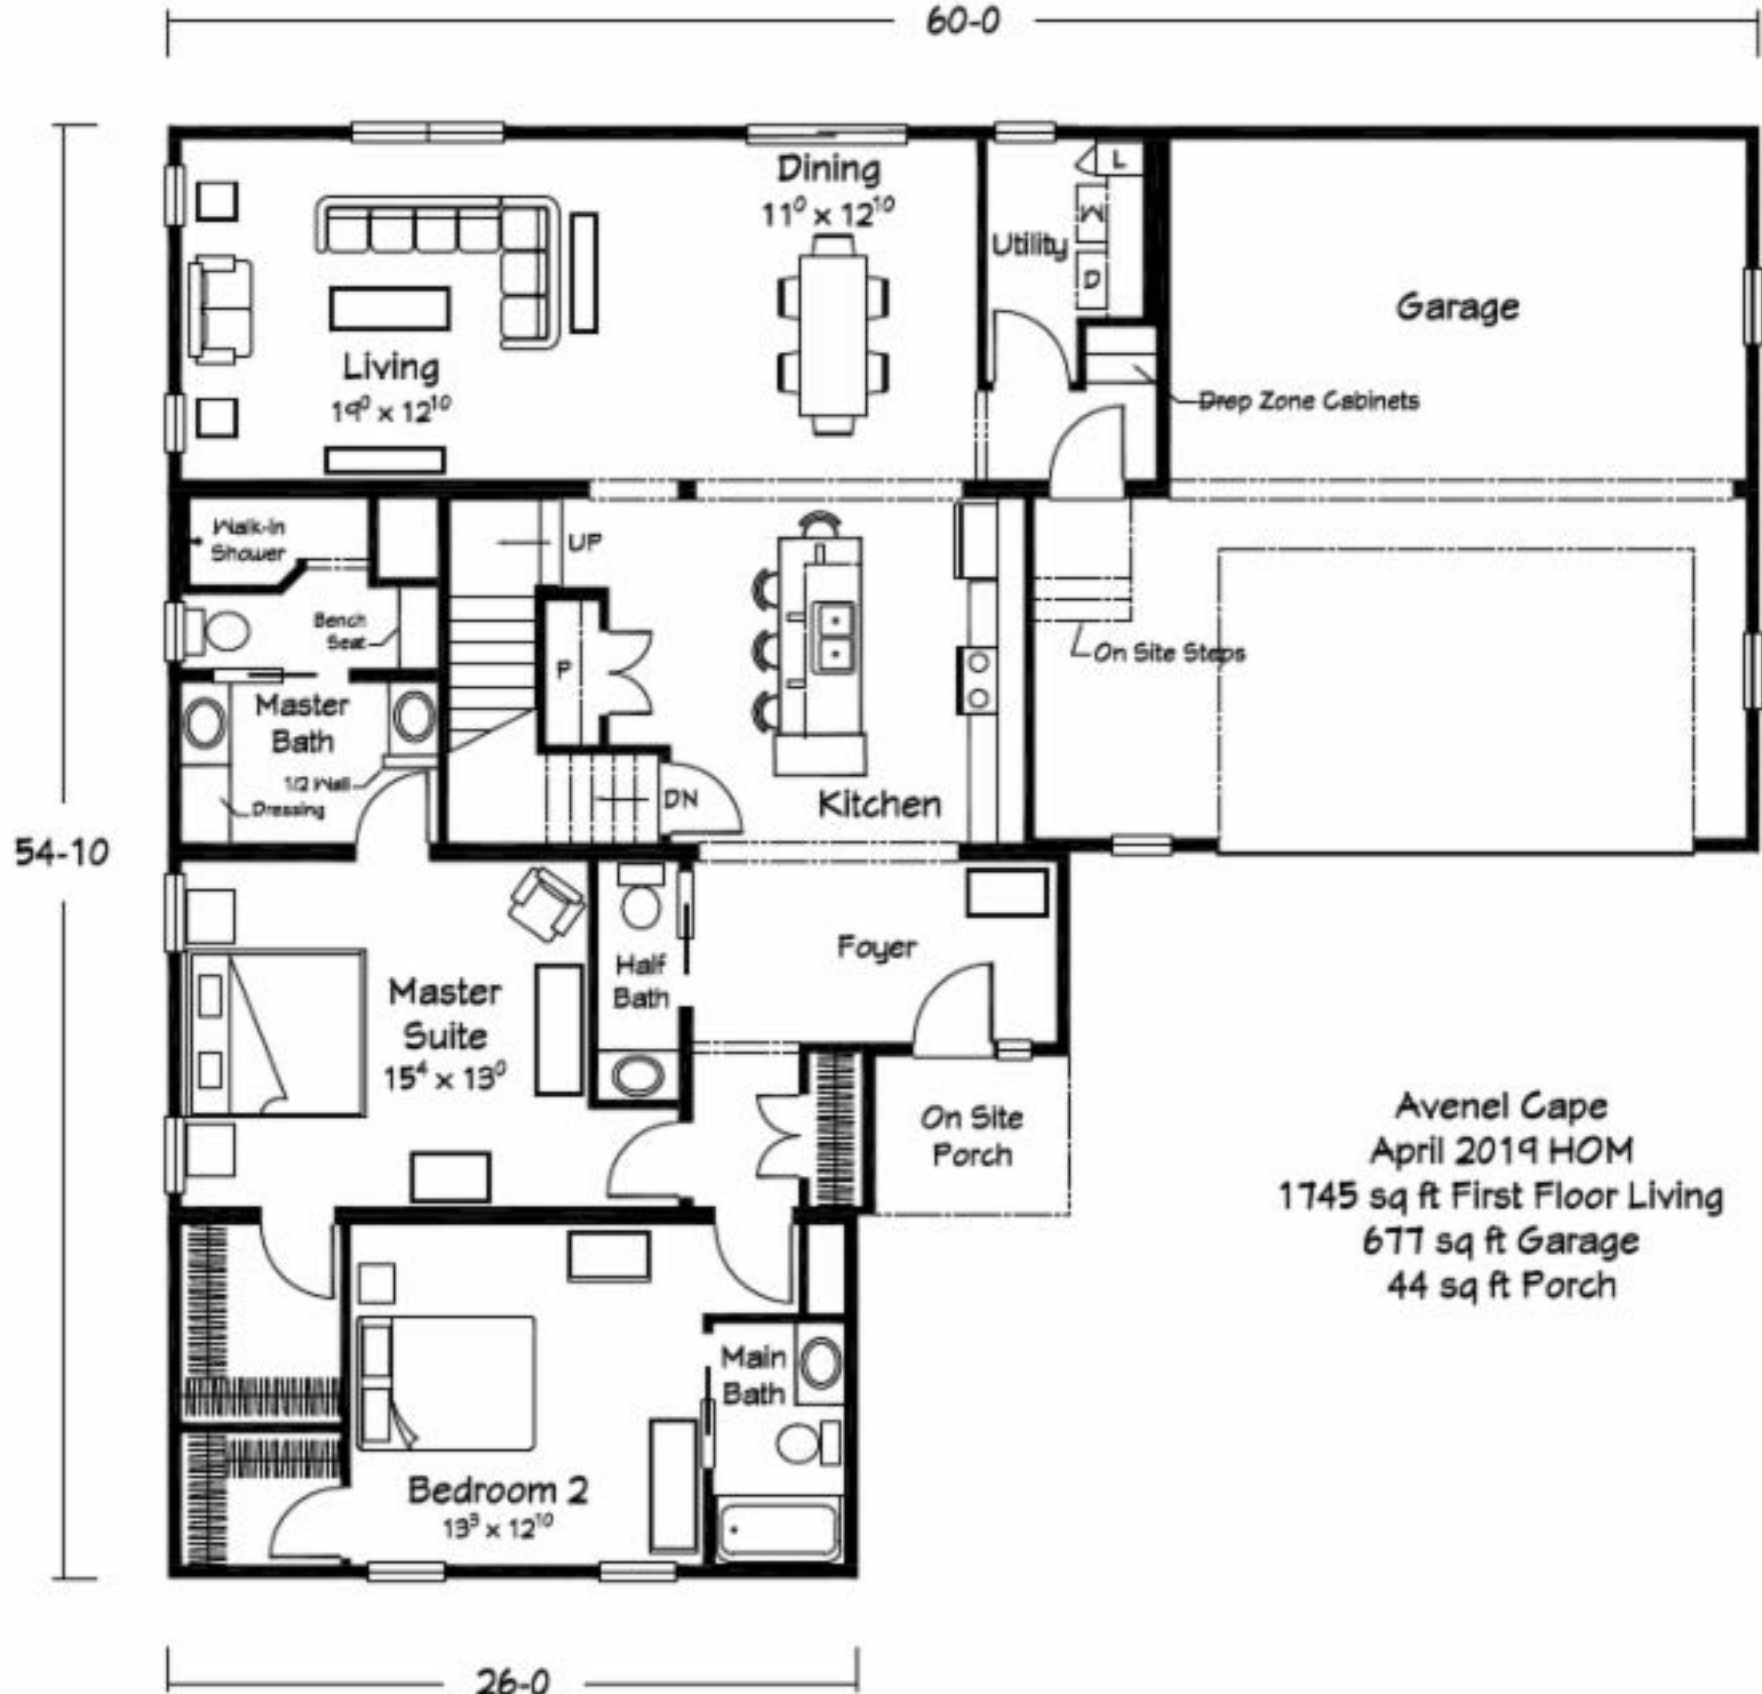 60-0
Dining
11⁰ x 12¹⁰
L
W
Utility
D
Garage
Living
19⁰ x 12¹⁰
Drop Zone Cabinets
Walk-in
Shower
UP
Bench
Seat
On Site Steps
P
Master
Bath
1/2 Wall
Dressing
DN
Kitchen
54-10
Foyer
Half
Bath
Master
Suite
15⁴ x 13⁰
On Site
Porch
Avenel Cape
April 2019 HOM
1745 sq ft First Floor Living
677 sq ft Garage
44 sq ft Porch
Main
Bath
Bedroom 2
13³ x 12¹⁰
26-0